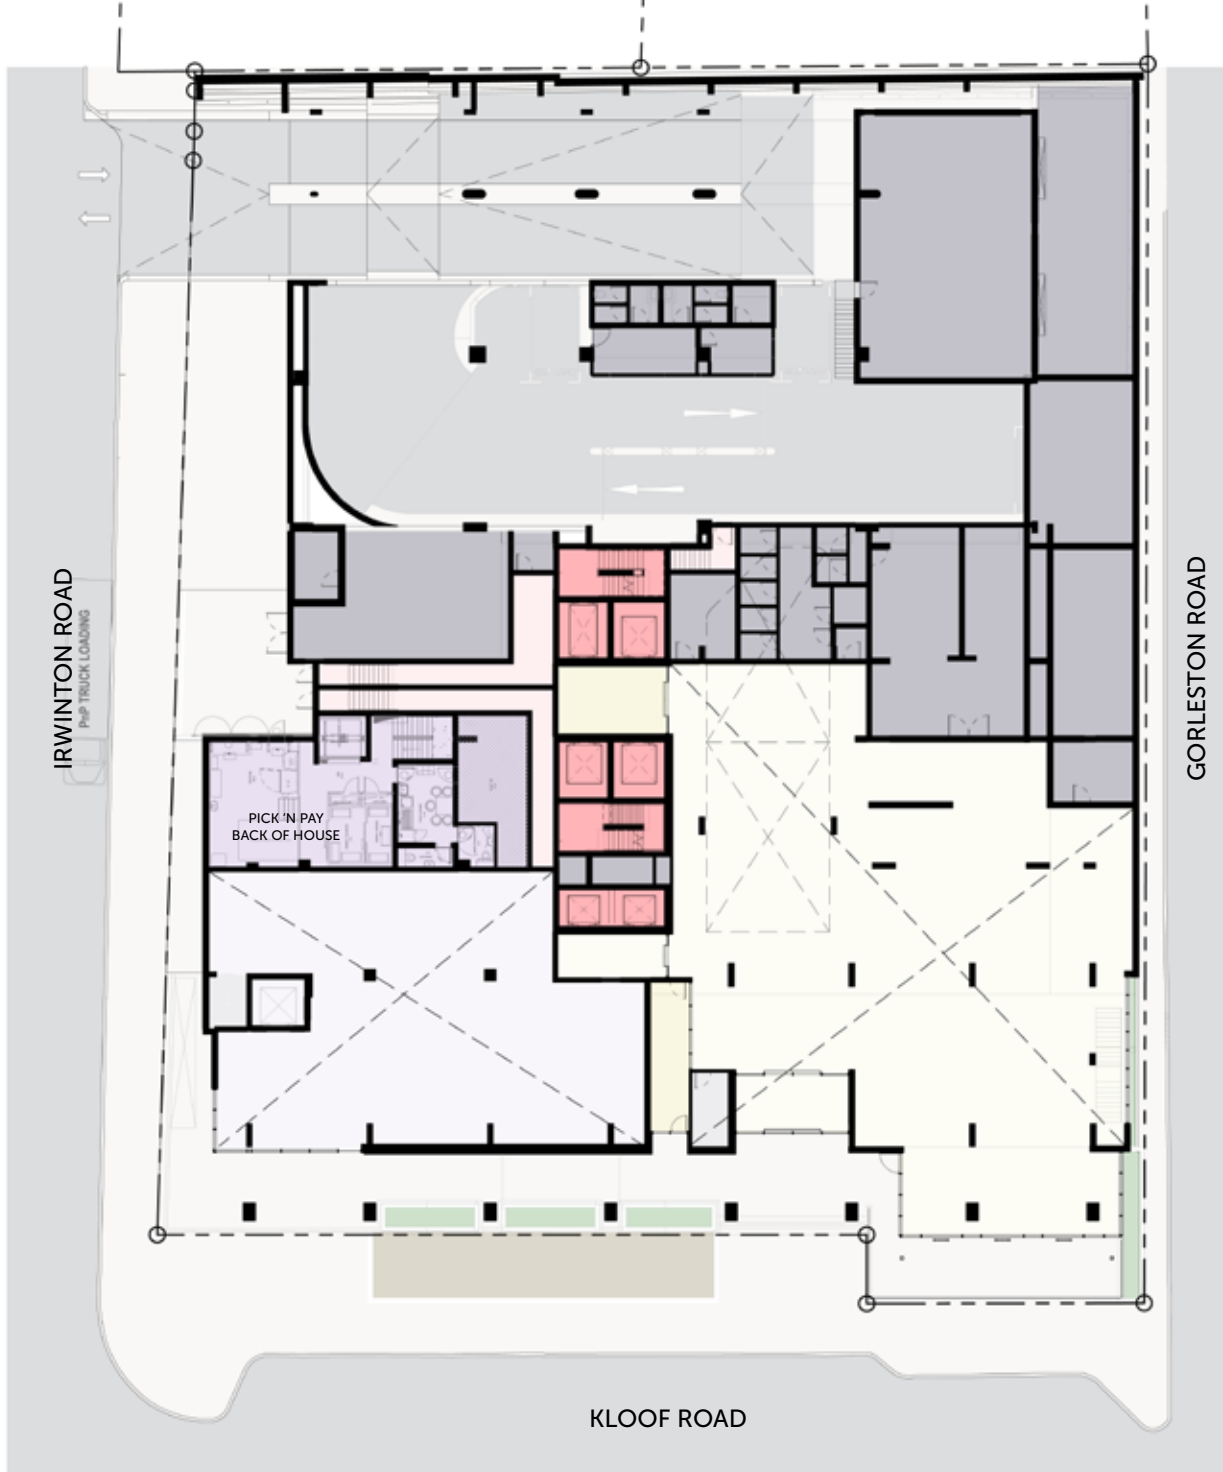 IRWINTON ROAD
PnP TRUCK LOADING
PICK 'N PAY
BACK OF HOUSE
GORLESTON ROAD
KLOOF ROAD